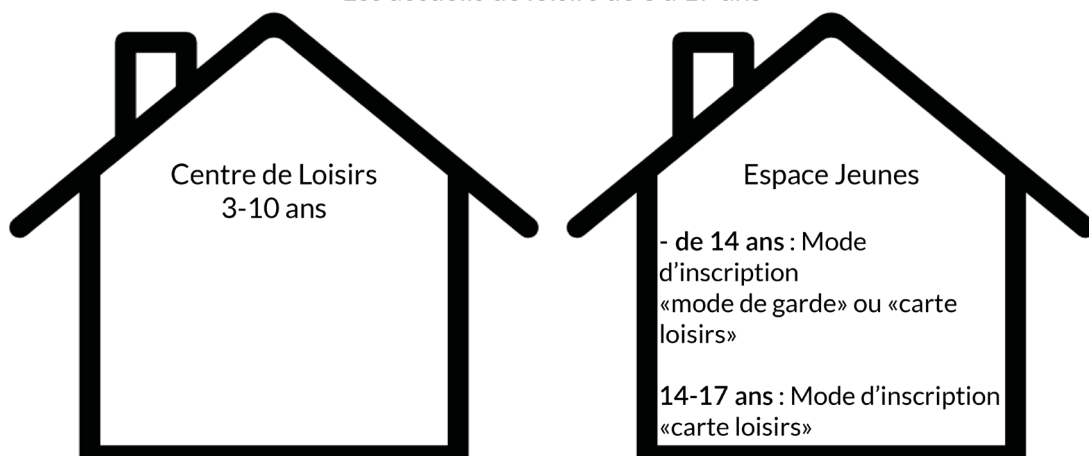 Centre de Loisirs
3-10 ans
Espace Jeunes
- de 14 ans : Mode
d’inscription
«mode de garde» ou «carte
loisirs»
14-17 ans : Mode d’inscription
«carte loisirs»